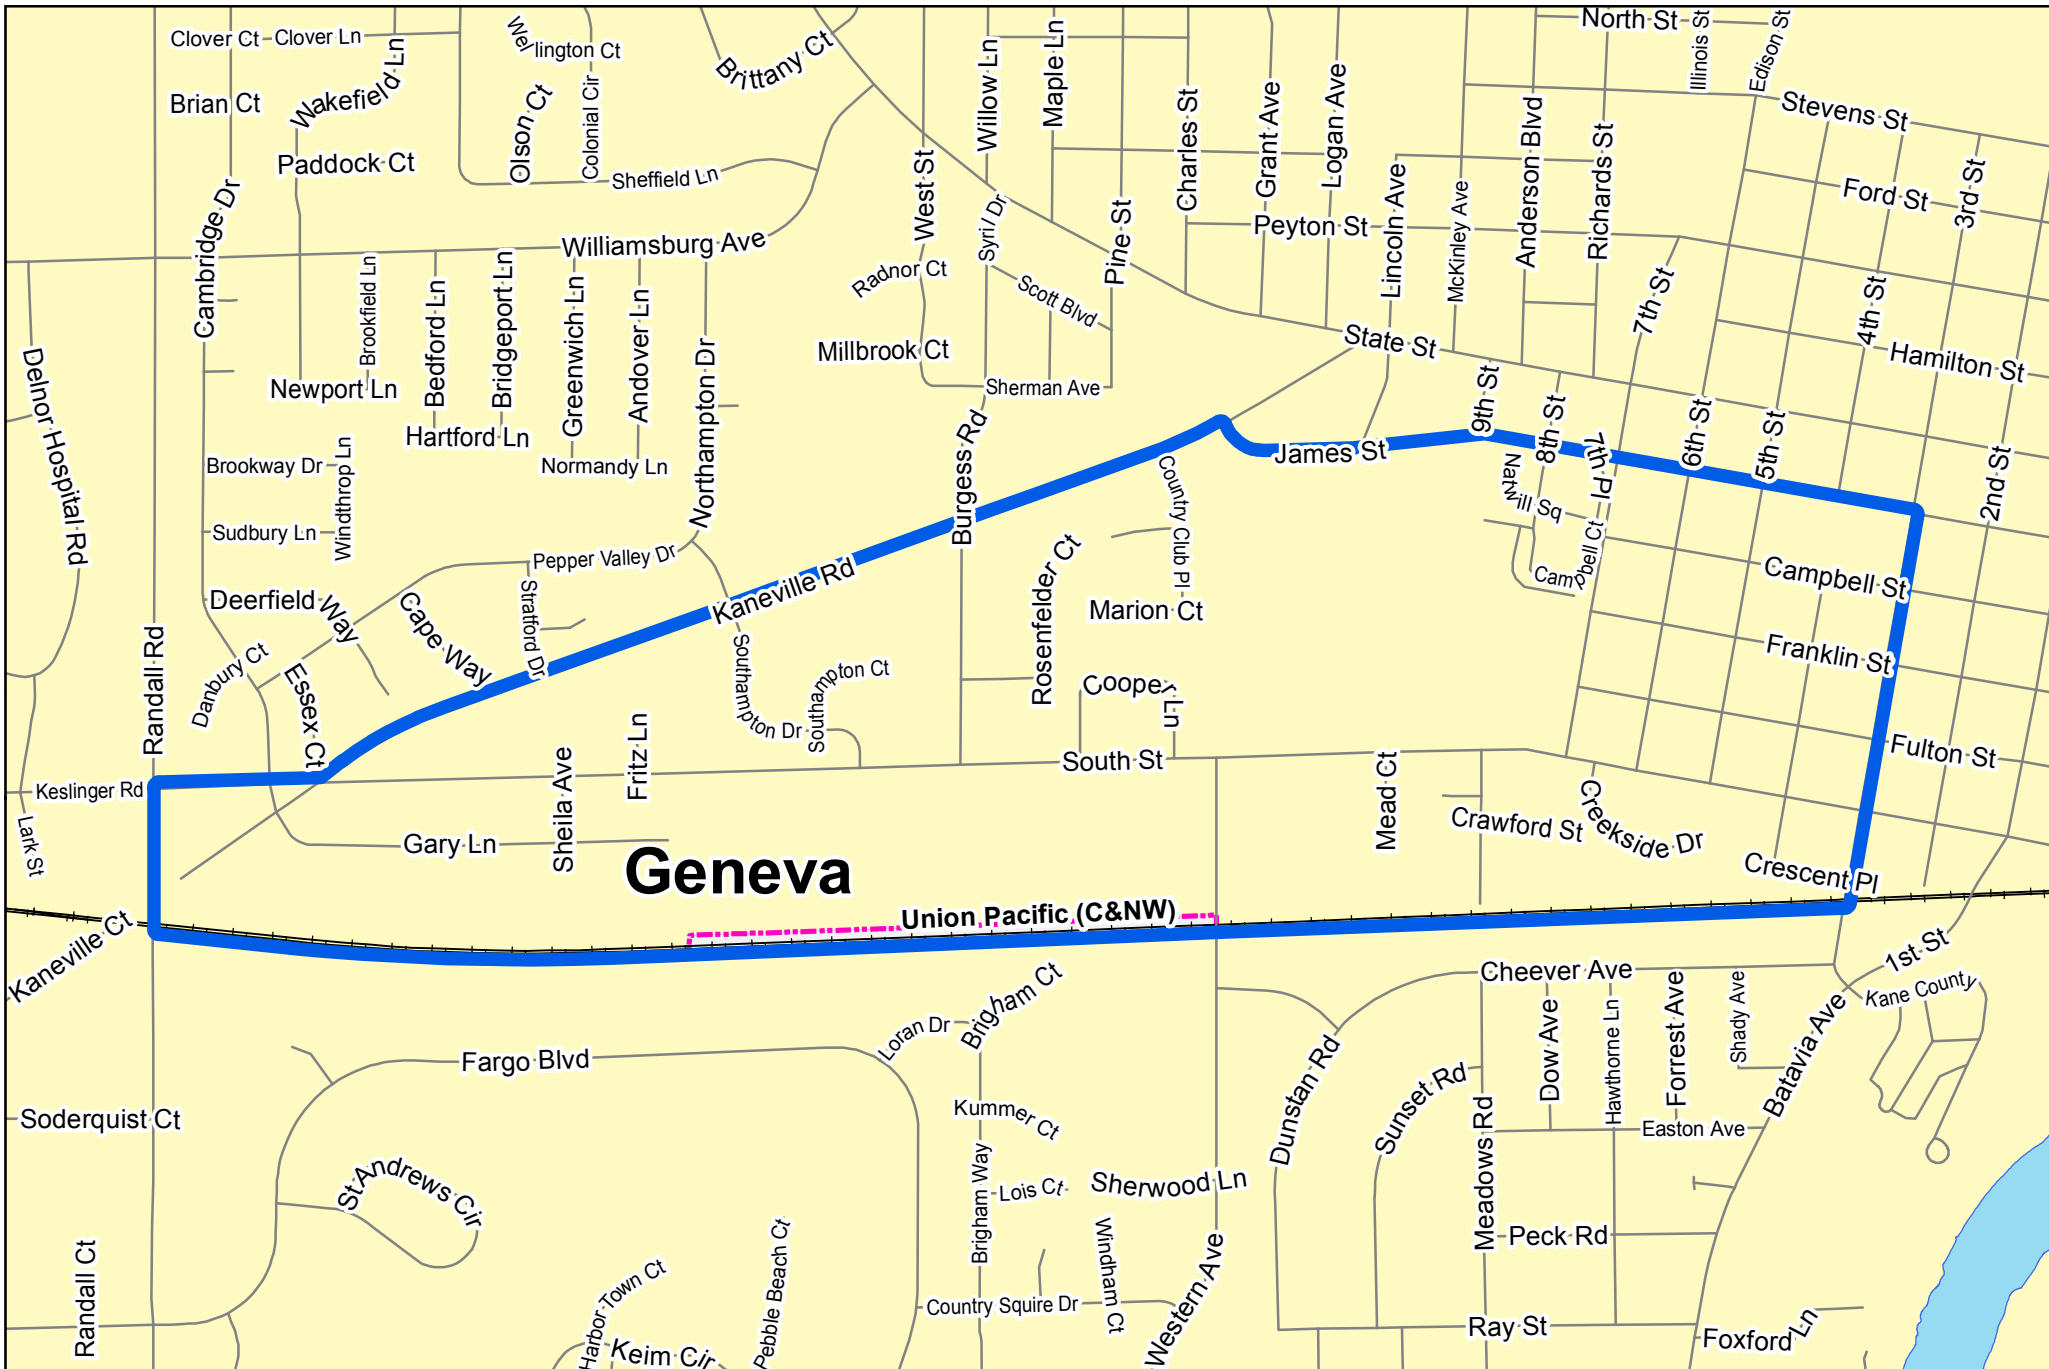 North St
Illinois St
Edison St
Clover Ct
Clover Ln
Wellington Ct
Brittany Ct
Willow Ln
Maple Ln
Brian Ct
Wakefield Ln
Olson Ct
Colonial Cir
Charles St
Grant Ave
Logan Ave
Anderson Blvd
Richards St
Stevens St
Paddock Ct
Sheffield Ln
West St
Syril Dr
Pine St
Peyton St
Lincoln Ave
McKinley Ave
Ford St
3rd St
Cambridge Dr
Williamsburg Ave
Radnor Ct
Scott Blvd
7th St
4th St
Brookfield Ln
Bedford Ln
Bridgeport Ln
Greenwich Ln
Andover Ln
Northampton Dr
Millbrook Ct
State St
Hamilton St
Delnor Hospital Rd
Newport Ln
Sherman Ave
9th St
8th St
7th Pl
6th St
5th St
2nd St
Hartford Ln
Burgess Rd
James St
Brookway Dr
Windthrop Ln
Normandy Ln
Country Club Pl
Natwill Sq
Sudbury Ln
Pepper Valley Dr
Rosenfelder Ct
Campbell Ct
Campbell St
Deerfield Way
Cape Way
Stratford Dr
Kaneville Rd
Marion Ct
Randall Rd
Danbury Ct
Essex Ct
Southampton Dr
Southampton Ct
Cooper Ln
Franklin St
Fritz Ln
Sheila Ave
South St
Mead Ct
Fulton St
Keslinger Rd
Lark St
Gary Ln
Crawford St
Creekside Dr
Geneva
Crescent Pl
Union Pacific (C&NW)
Kaneville Ct
Cheever Ave
1st St
Kane County
Brigham Ct
Loran Dr
Fargo Blvd
Dunstan Rd
Sunset Rd
Dow Ave
Hawthorne Ln
Forrest Ave
Shady Ave
Batavia Ave
Soderquist Ct
Kummer Ct
Meadows Rd
Easton Ave
St Andrews Cir
Brigham Way
Lois Ct
Sherwood Ln
Peck Rd
Randall Ct
Harbor Town Ct
Pebble Beach Ct
Windham Ct
Western Ave
Country Squire Dr
Keim Cir
Ray St
Foxford Ln